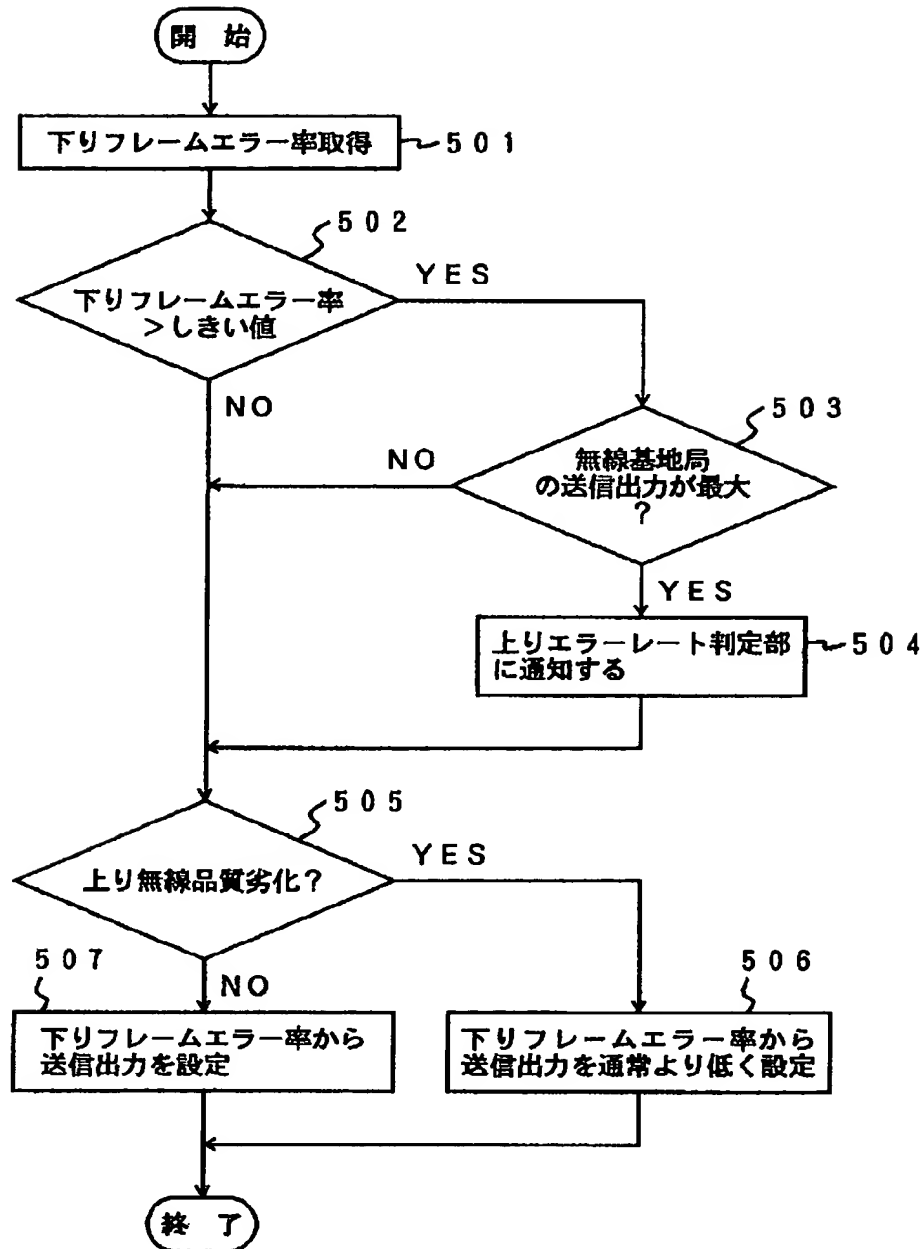 開 始
下りフレームエラー率取得
501
502
YES
下りフレームエラー率
>しきい値
NO
503
NO
無線基地局
の送信出力が最大
?
YES
上りエラーレート判定部
に通知する
504
505
YES
上り無線品質劣化?
507
NO
506
下りフレームエラー率から
送信出力を設定
下りフレームエラー率から
送信出力を通常より低く設定
終 了